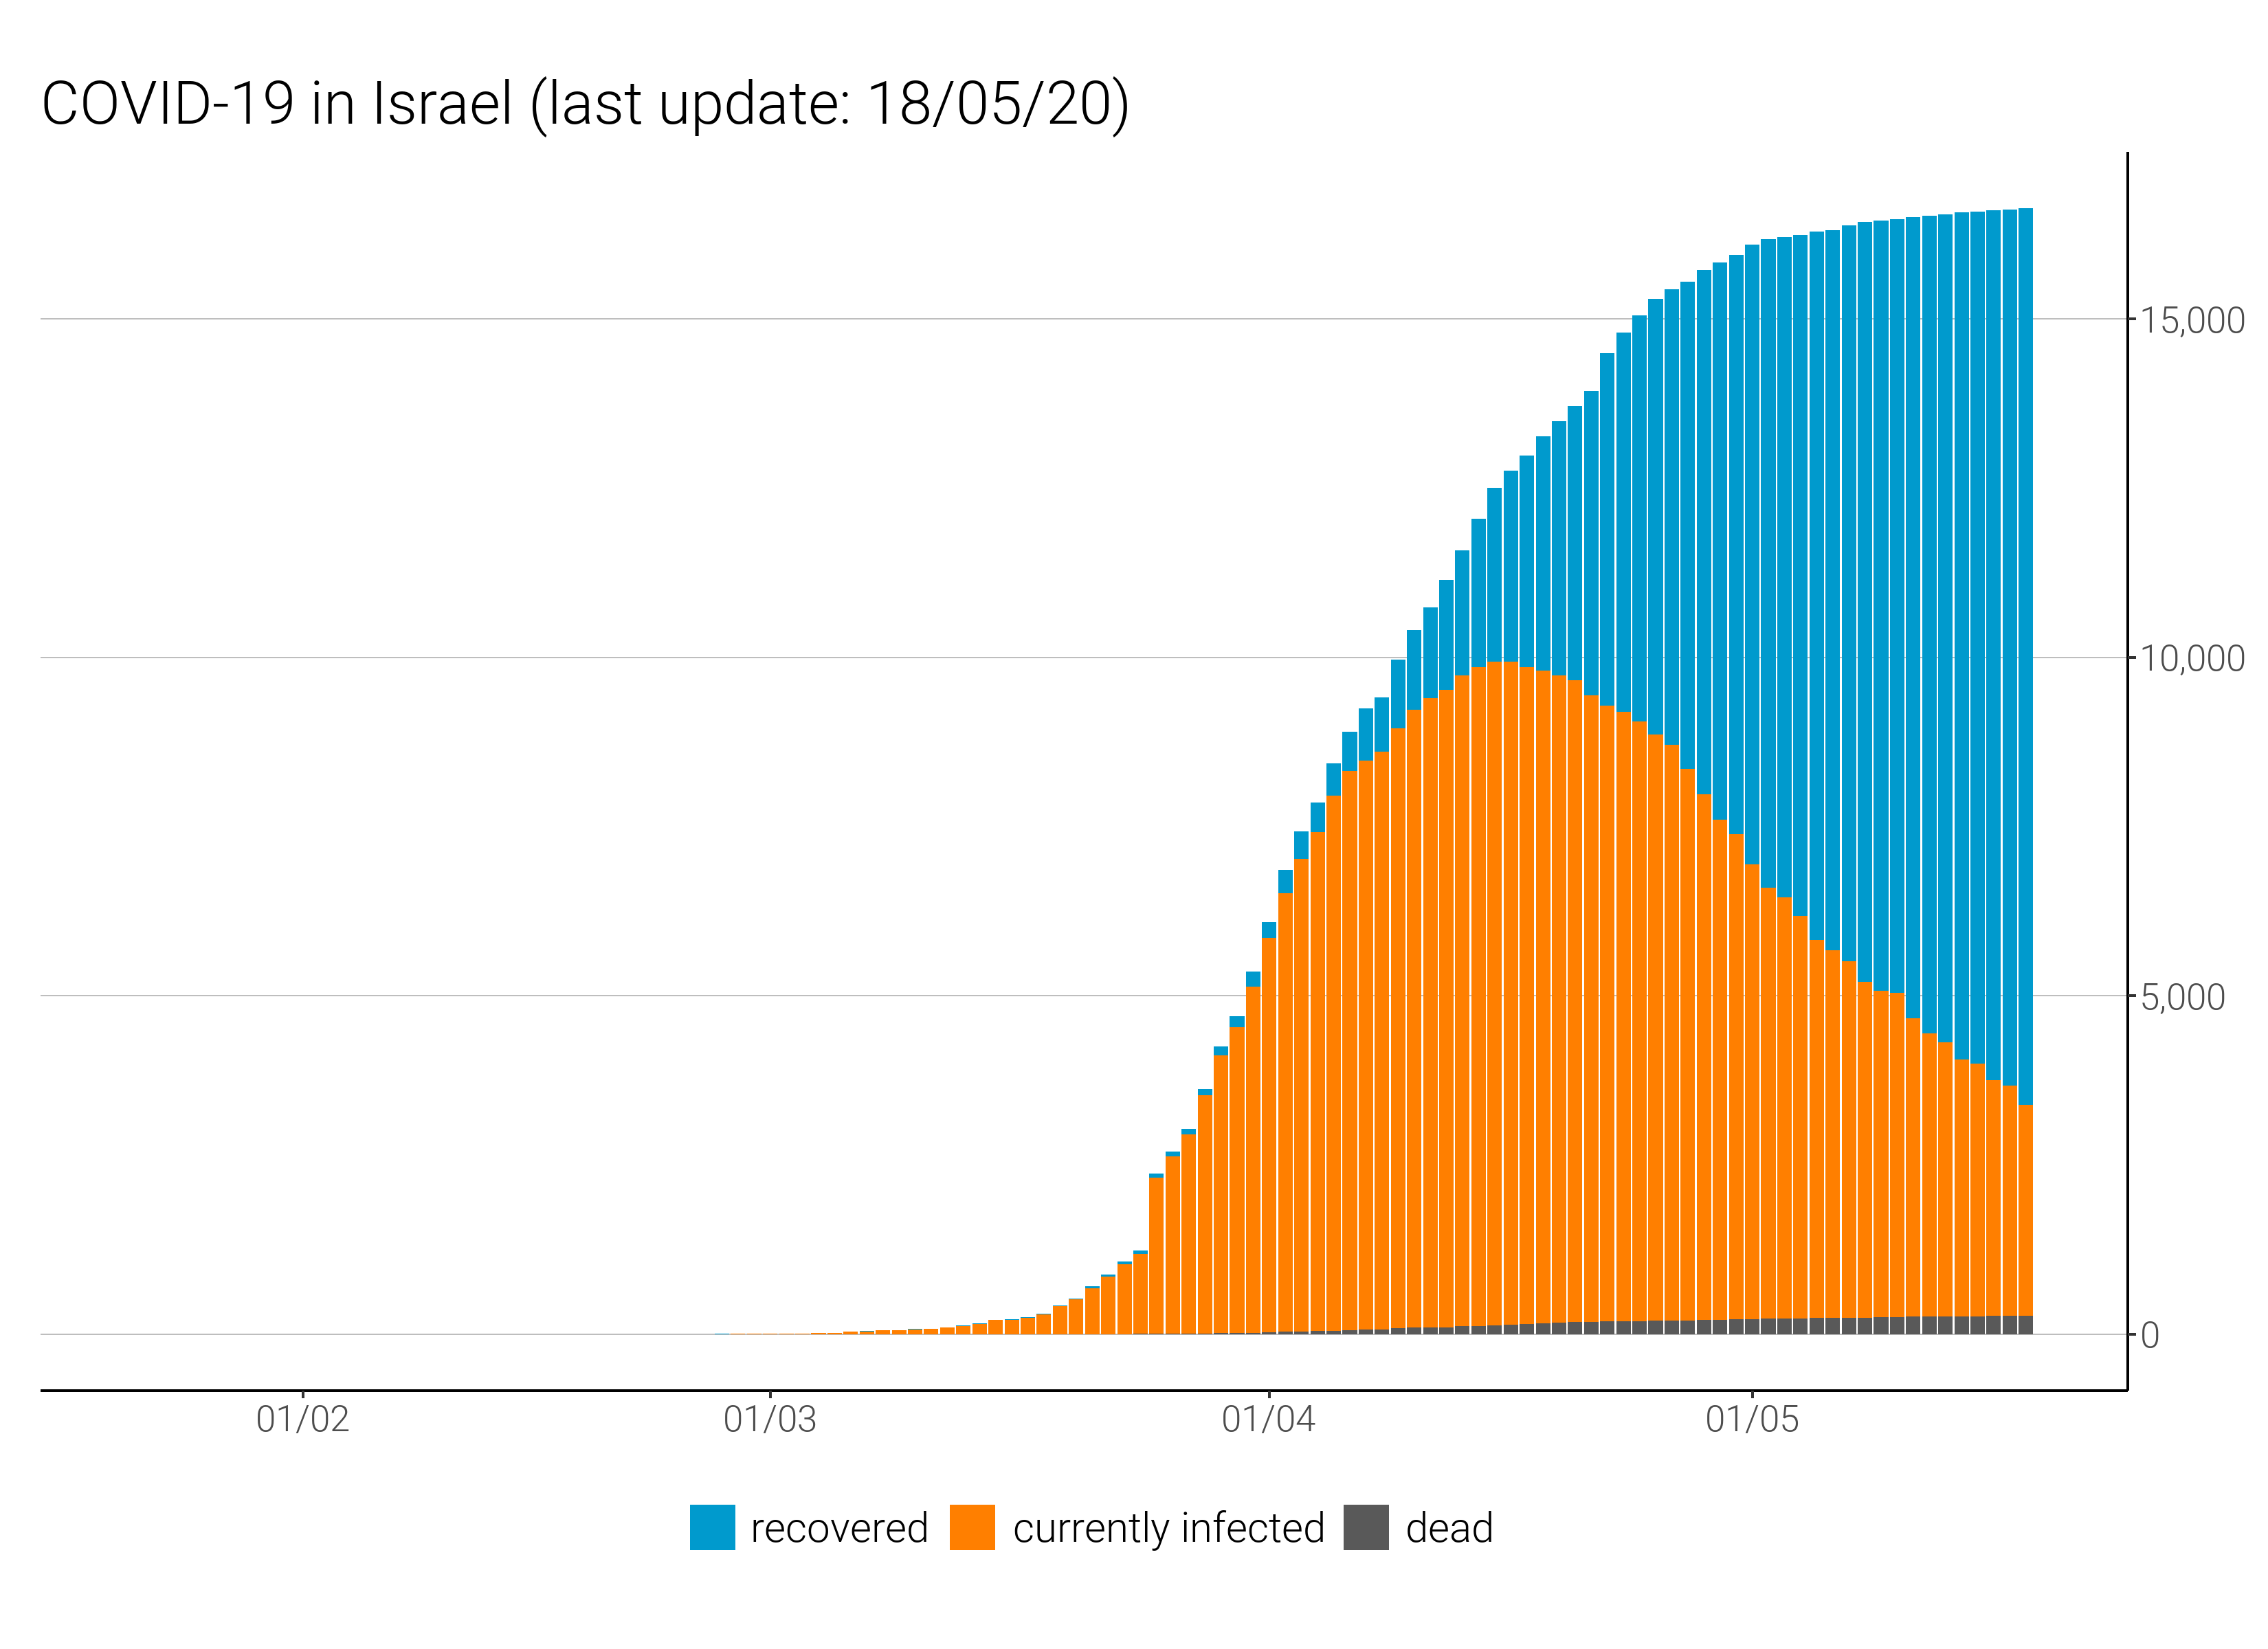 COVID-19 in Israel (last update: 18/05/20)
15,000
10,000
5,000
0
01/02 01/03 01/04 01/05
recovered currently infected dead